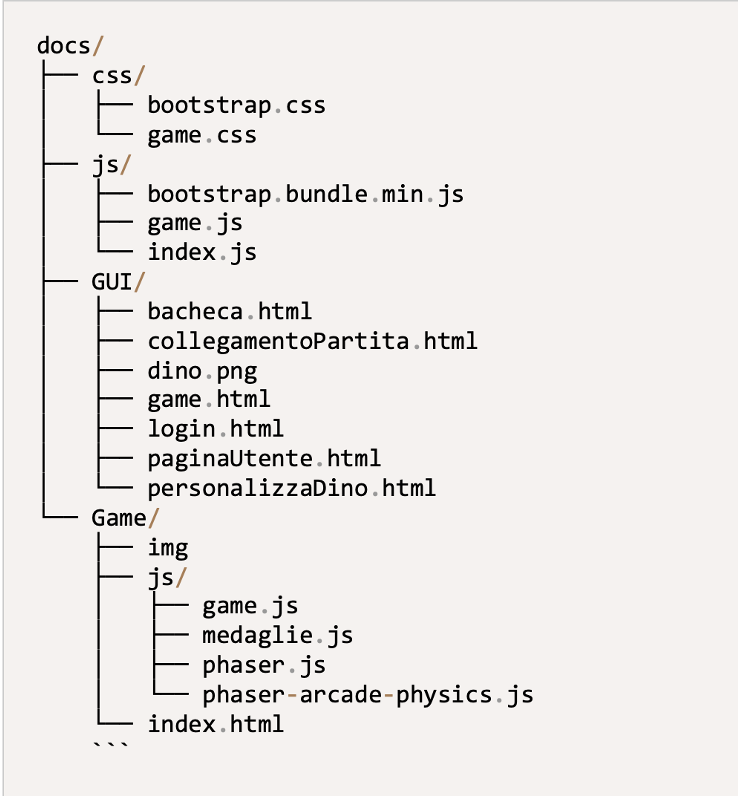 docs/
├── css/
│   ├── bootstrap.css
│   └── game.css
├── js/
│   ├── bootstrap.bundle.min.js
│   ├── game.js
│   └── index.js
├── GUI/
│   ├── bacheca.html
│   ├── collegamentoPartita.html
│   ├── dino.png
│   ├── game.html
│   ├── login.html
│   ├── paginaUtente.html
│   └── personalizzaDino.html
└── Game/
    ├── img
    ├── js/
    │   ├── game.js
    │   ├── medaglie.js
    │   ├── phaser.js
    │   └── phaser-arcade-physics.js
    └── index.html
    ```